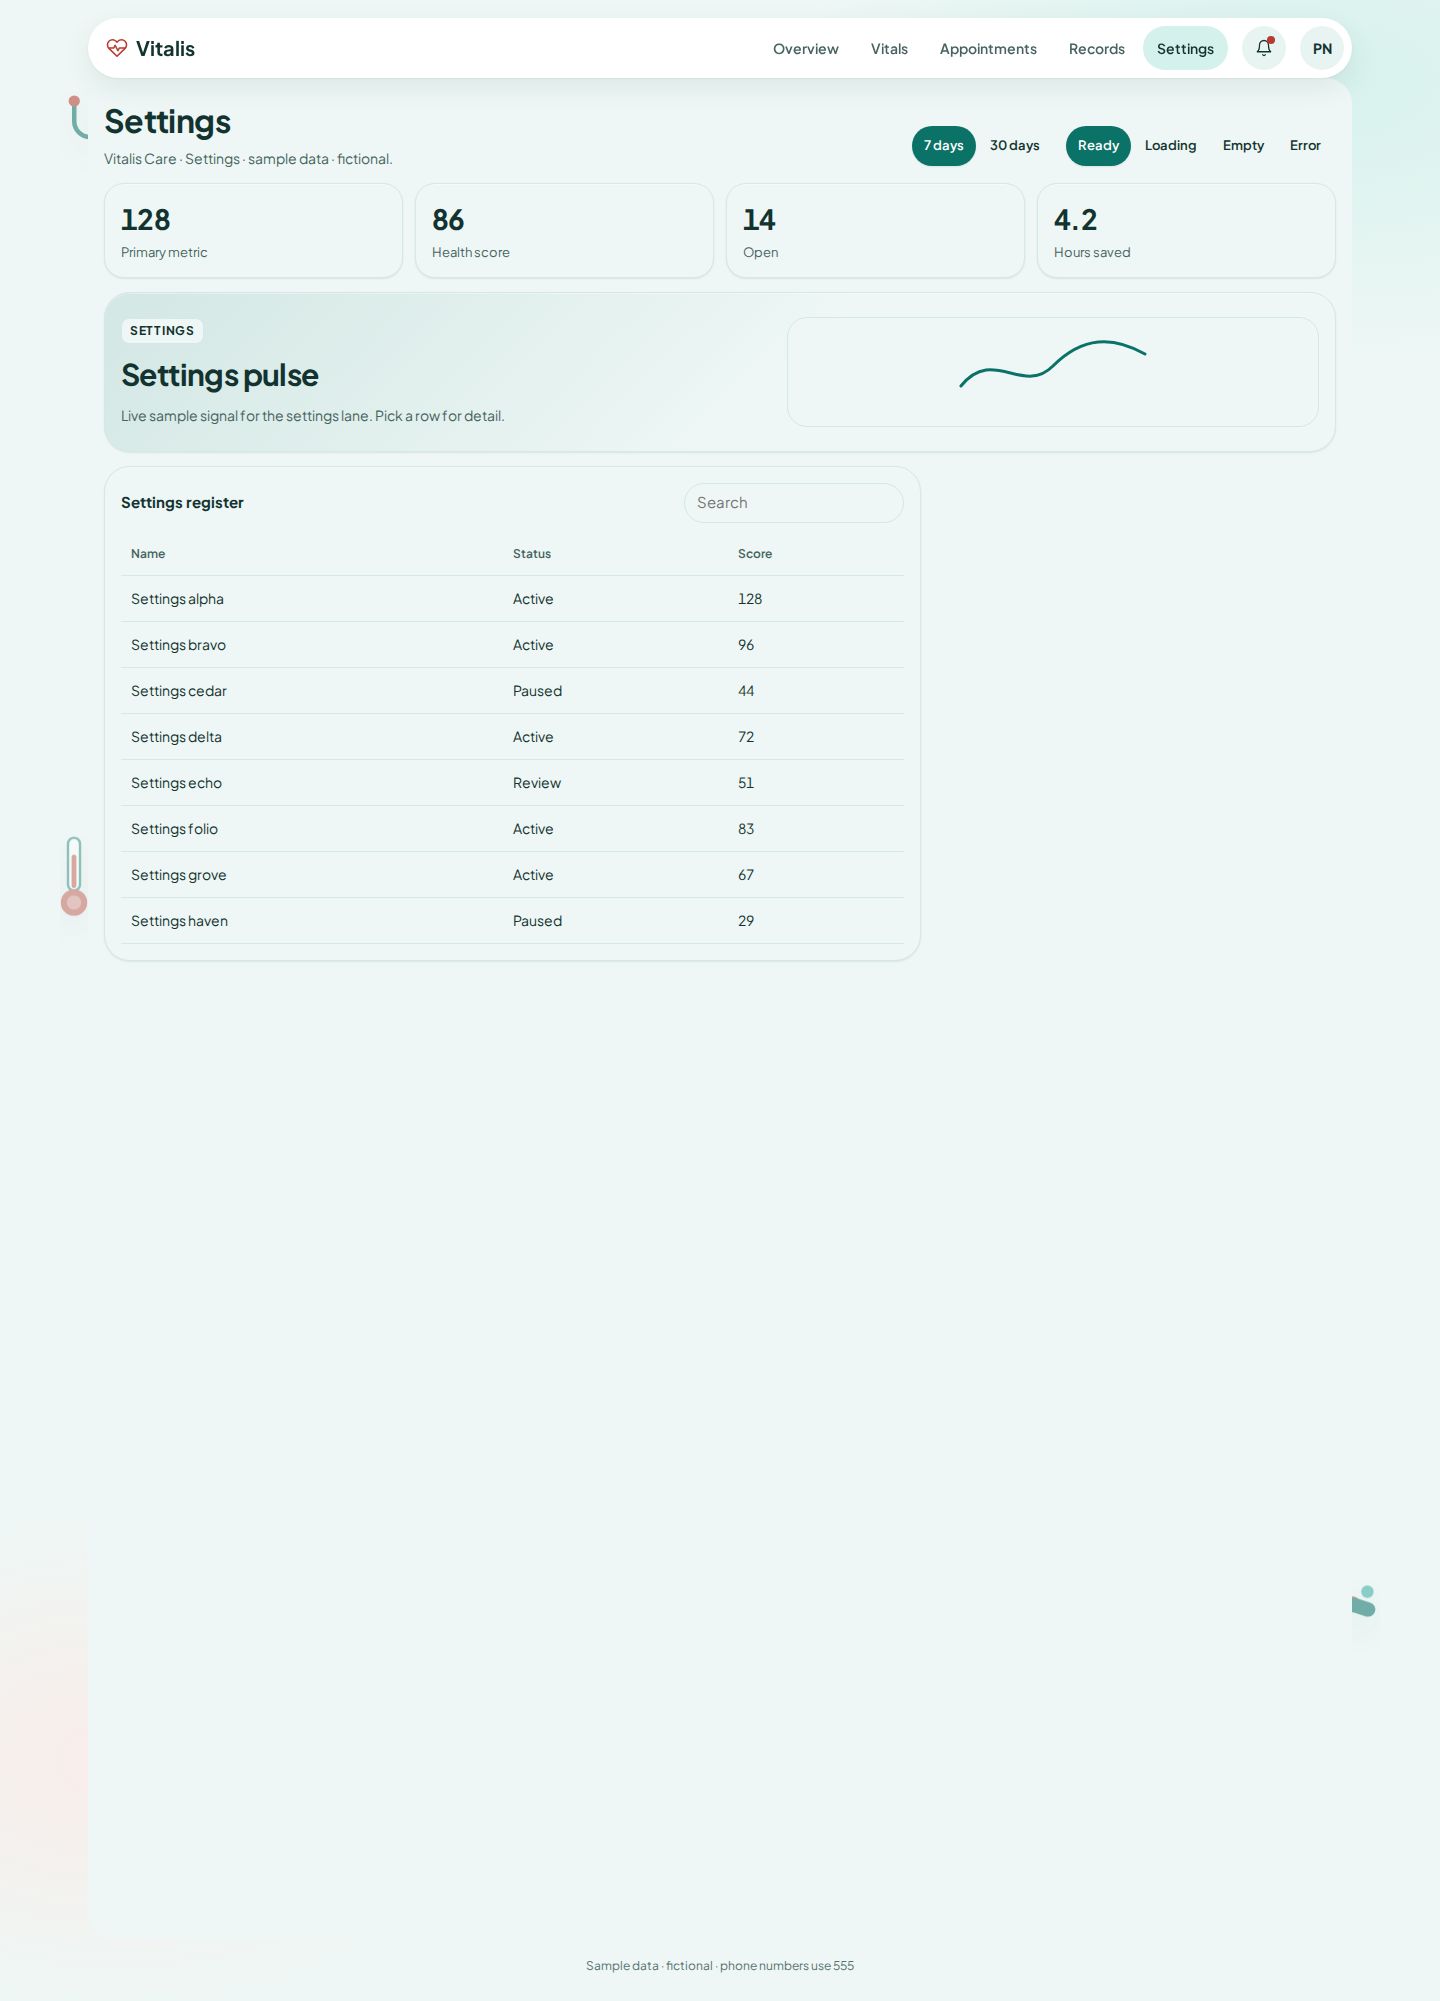 Vitalis
Overview Vitals Appointments Records Settings PN
Settings
Vitalis Care · Settings · sample data · fictional.
7 days 30 days Ready Loading Empty Error
128 86 14 4.2
Primary metric Health score Open Hours saved
SETTINGS
Settings pulse
Live sample signal for the settings lane. Pick a row for detail.
Settings register Search
Name Status Score
Settings alpha Active 128
Settings bravo Active 96
Settings cedar Paused 44
Settings delta Active 72
Settings echo Review 51
Settings folio Active 83
Settings grove Active 67
Settings haven Paused 29
Sample data · fictional · phone numbers use 555